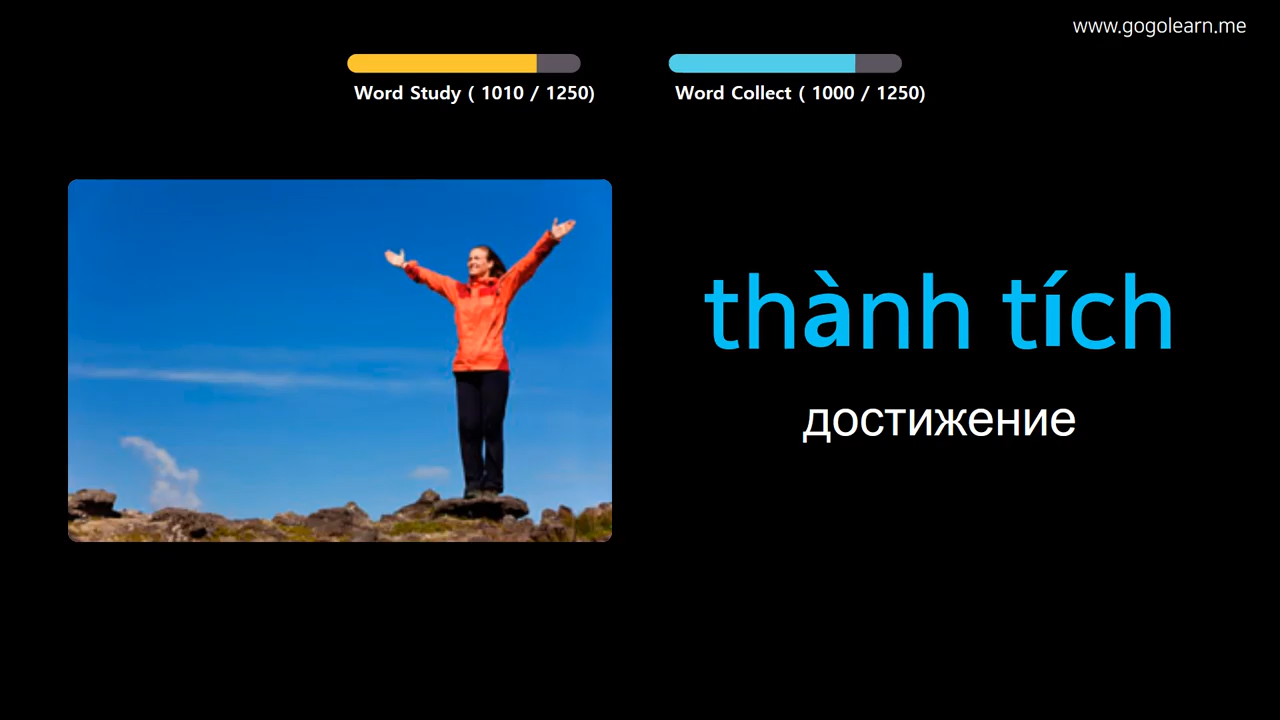 www.gogolearn.me
Word Study ( 1010 / 1250)
Word Collect ( 1000 / 1250)
thành tích
достижение